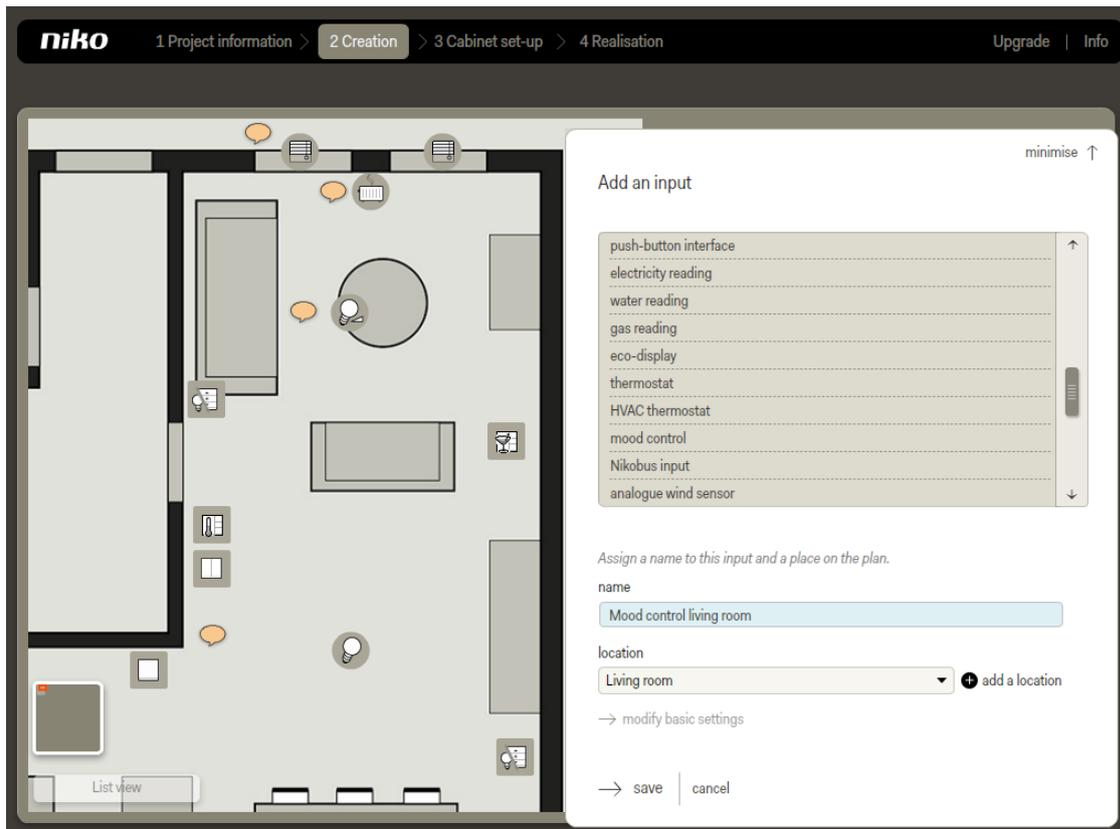 niko
1 Project information
2 Creation
3 Cabinet set-up
4 Realisation
Upgrade | Info
minimise
Add an input
push-button interface
electricity reading
water reading
gas reading
eco-display
thermostat
HVAC thermostat
mood control
Nikobus input
analogue wind sensor
Assign a name to this input and a place on the plan.
name
Mood control living room
location
Living room
add a location
modify basic settings
save
cancel
List view